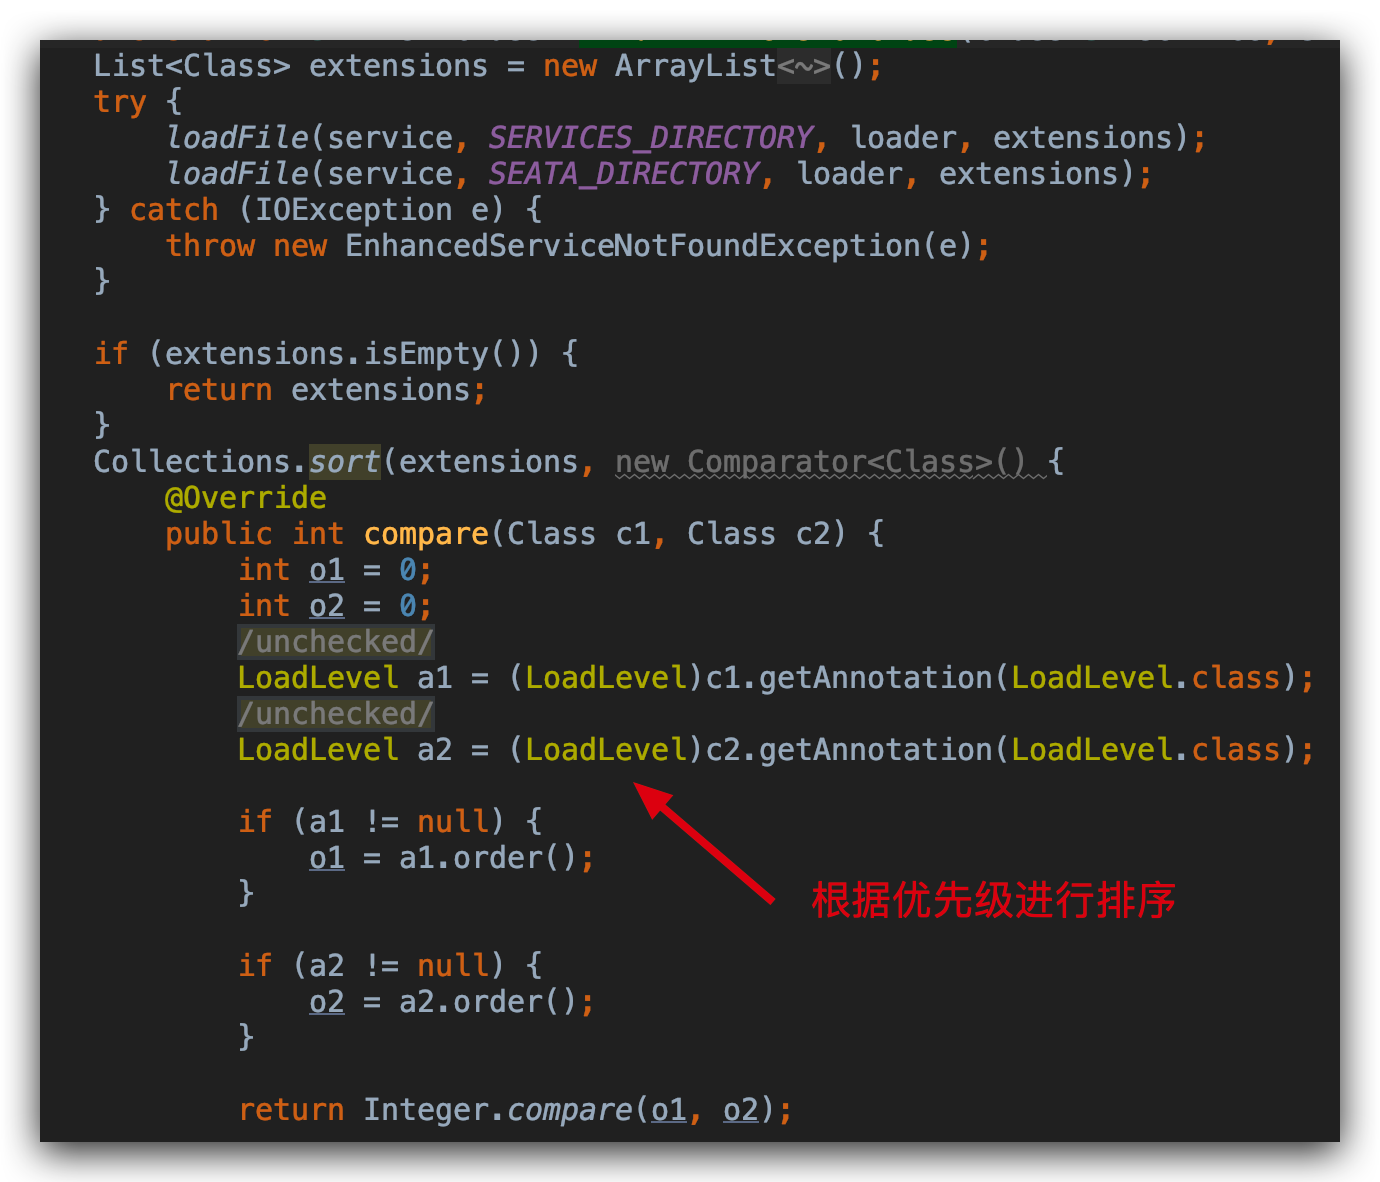 List<Class> extensions = new ArrayList<~>();
try {
    loadFile(service, SERVICES_DIRECTORY, loader, extensions);
    loadFile(service, SEATA_DIRECTORY, loader, extensions);
} catch (IOException e) {
    throw new EnhancedServiceNotFoundException(e);
}
if (extensions.isEmpty()) {
    return extensions;
}
Collections.sort(extensions, new Comparator<Class>() {
    @Override
    public int compare(Class c1, Class c2) {
        int o1 = 0;
        int o2 = 0;
        /unchecked/
        LoadLevel a1 = (LoadLevel)c1.getAnnotation(LoadLevel.class);
        /unchecked/
        LoadLevel a2 = (LoadLevel)c2.getAnnotation(LoadLevel.class);
        if (a1 != null) {
            o1 = a1.order();
        }
根据优先级进行排序
        if (a2 != null) {
            o2 = a2.order();
        }
        return Integer.compare(o1, o2);